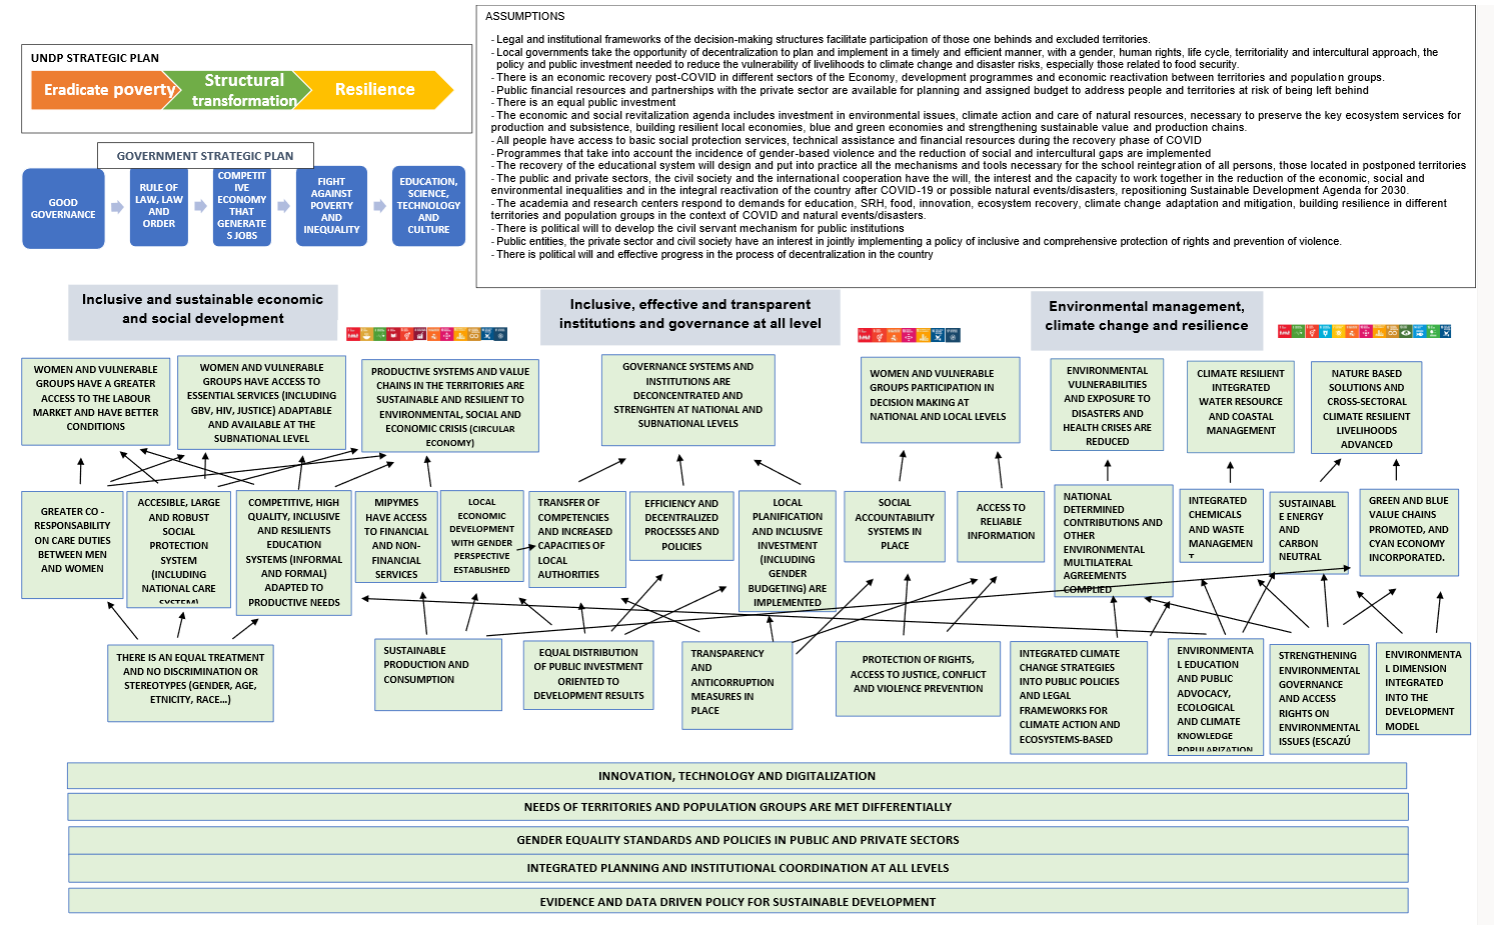 ASSUMPTIONS
- Legal and institutional frameworks of the decision-making structures facilitate participation of those one behinds and excluded territories.
- Local governments take the opportunity of decentralization to plan and implement in a timely and efficient manner, with a gender, human rights, life cycle, territoriality and intercultural approach, the
policy and public investment needed to reduce the vulnerability of livelihoods to climate change and disaster risks, especially those related to food security.
- There is an economic recovery post-COVID in different sectors of the Economy, development programmes and economic reactivation between territories and population groups.
- Public financial resources and partnerships with the private sector are available for planning and assigned budget to address people and territories at risk of being left behind
- There is an equal public investment
- The economic and social revitalization agenda includes investment in environmental issues, climate action and care of natural resources, necessary to preserve the key ecosystem services for
production and subsistence, building resilient local economies, blue and green economies and strengthening sustainable value and production chains.
- All people have access to basic social protection services, technical assistance and financial resources during the recovery phase of COVID
- Programmes that take into account the incidence of gender-based violence and the reduction of social and intercultural gaps are implemented
- The recovery of the educational system will design and put into practice all the mechanisms and tools necessary for the school reintegration of all persons, those located in postponed territories
- The public and private sectors, the civil society and the international cooperation have the will, the interest and the capacity to work together in the reduction of the economic, social and
environmental inequalities and in the integral reactivation of the country after COVID-19 or possible natural events/disasters, repositioning Sustainable Development Agenda for 2030.
- The academia and research centers respond to demands for education, SRH, food, innovation, ecosystem recovery, climate change adaptation and mitigation, building resilience in different
territories and population groups in the context of COVID and natural events/disasters.
- There is political will to develop the civil servant mechanism for public institutions
- Public entities, the private sector and civil society have an interest in jointly implementing a policy of inclusive and comprehensive protection of rights and prevention of violence.
- There is political will and effective progress in the process of decentralization in the country
UNDP STRATEGIC PLAN
Eradicate poverty
Structural
transformation
Resilience
GOVERNMENT STRATEGIC PLAN
GOOD
GOVERNANCE
RULE OF
LAW, LAW
AND
ORDER
COMPETIT
IVE
ECONOMY
THAT
GENERATE
S JOBS
FIGHT
AGAINST
POVERTY
AND
INEQUALITY
EDUCATION,
SCIENCE,
TECHNOLOGY
AND
CULTURE
Inclusive and sustainable economic
and social development
Inclusive, effective and transparent
institutions and governance at all level
Environmental management,
climate change and resilience
WOMEN AND VULNERABLE
GROUPS HAVE A GREATER
ACCESS TO THE LABOUR
MARKET AND HAVE BETTER
CONDITIONS
WOMEN AND VULNERABLE
GROUPS HAVE ACCESS TO
ESSENTIAL SERVICES (INCLUDING
GBV, HIV, JUSTICE) ADAPTABLE
AND AVAILABLE AT THE
SUBNATIONAL LEVEL
PRODUCTIVE SYSTEMS AND VALUE
CHAINS IN THE TERRITORIES ARE
SUSTAINABLE AND RESILIENT TO
ENVIRONMENTAL, SOCIAL AND
ECONOMIC CRISIS (CIRCULAR
ECONOMY)
GOVERNANCE SYSTEMS AND
INSTITUTIONS ARE
DECONCENTRATED AND
STRENGHTEN AT NATIONAL AND
SUBNATIONAL LEVELS
WOMEN AND VULNERABLE
GROUPS PARTICIPATION IN
DECISION MAKING AT
NATIONAL AND LOCAL LEVELS
ENVIRONMENTAL
VULNERABILITIES
AND EXPOSURE TO
DISASTERS AND
HEALTH CRISES ARE
REDUCED
CLIMATE RESILIENT
INTEGRATED
WATER RESOURCE
AND COASTAL
MANAGEMENT
NATURE BASED
SOLUTIONS AND
CROSS-SECTORAL
CLIMATE RESILIENT
LIVELIHOODS
ADVANCED
GREATER CO -
RESPONSABILITY
ON CARE DUTIES
BETWEEN MEN
AND WOMEN
ACCESIBLE, LARGE
AND ROBUST
SOCIAL
PROTECTION
SYSTEM
(INCLUDING
NATIONAL CARE
SYSTEM)
COMPETITIVE, HIGH
QUALITY, INCLUSIVE
AND RESILIENTS
EDUCATION
SYSTEMS (INFORMAL
AND FORMAL)
ADAPTED TO
PRODUCTIVE NEEDS
MIPYMES
HAVE ACCESS
TO FINANCIAL
AND NON-
FINANCIAL
SERVICES
LOCAL
ECONOMIC
DEVELOPMENT
WITH GENDER
PERSPECTIVE
ESTABLISHED
TRANSFER OF
COMPETENCIES
AND INCREASED
CAPACITIES OF
LOCAL
AUTHORITIES
EFFICIENCY AND
DECENTRALIZED
PROCESSES AND
POLICIES
LOCAL
PLANIFICATION
AND INCLUSIVE
INVESTMENT
(INCLUDING
GENDER
BUDGETING) ARE
IMPLEMENTED
SOCIAL
ACCOUNTABILITY
SYSTEMS IN
PLACE
ACCESS TO
RELIABLE
INFORMATION
NATIONAL
DETERMINED
CONTRIBUTIONS AND
OTHER
ENVIRONMENTAL
MULTILATERAL
AGREEMENTS
COMPLIED
INTEGRATED
CHEMICALS
AND WASTE
MANAGEMEN
T
SUSTAINABL
E ENERGY
AND
CARBON
NEUTRAL
GREEN AND BLUE
VALUE CHAINS
PROMOTED, AND
CYAN ECONOMY
INCORPORATED.
THERE IS AN EQUAL TREATMENT
AND NO DISCRIMINATION OR
STEREOTYPES (GENDER, AGE,
ETNICITY, RACE...)
SUSTAINABLE
PRODUCTION AND
CONSUMPTION
EQUAL DISTRIBUTION
OF PUBLIC INVESTMENT
ORIENTED TO
DEVELOPMENT RESULTS
TRANSPARENCY
AND
ANTICORRUPTION
MEASURES IN
PLACE
PROTECTION OF RIGHTS,
ACCESS TO JUSTICE, CONFLICT
AND VIOLENCE PREVENTION
INTEGRATED CLIMATE
CHANGE STRATEGIES
INTO PUBLIC POLICIES
AND LEGAL
FRAMEWORKS FOR
CLIMATE ACTION AND
ECOSYSTEMS-BASED
ENVIRONMENTA
L EDUCATION
AND PUBLIC
ADVOCACY,
ECOLOGICAL
AND CLIMATE
KNOWLEDGE
POPULARIZATION
STRENGTHENING
ENVIRONMENTAL
GOVERNANCE
AND ACCESS
RIGHTS ON
ENVIRONMENTAL
ISSUES (ESCAZÚ
ENVIRONMENTA
L DIMENSION
INTEGRATED
INTO THE
DEVELOPMENT
MODEL
INNOVATION, TECHNOLOGY AND DIGITALIZATION
NEEDS OF TERRITORIES AND POPULATION GROUPS ARE MET DIFFERENTIALLY
GENDER EQUALITY STANDARDS AND POLICIES IN PUBLIC AND PRIVATE SECTORS
INTEGRATED PLANNING AND INSTITUTIONAL COORDINATION AT ALL LEVELS
EVIDENCE AND DATA DRIVEN POLICY FOR SUSTAINABLE DEVELOPMENT